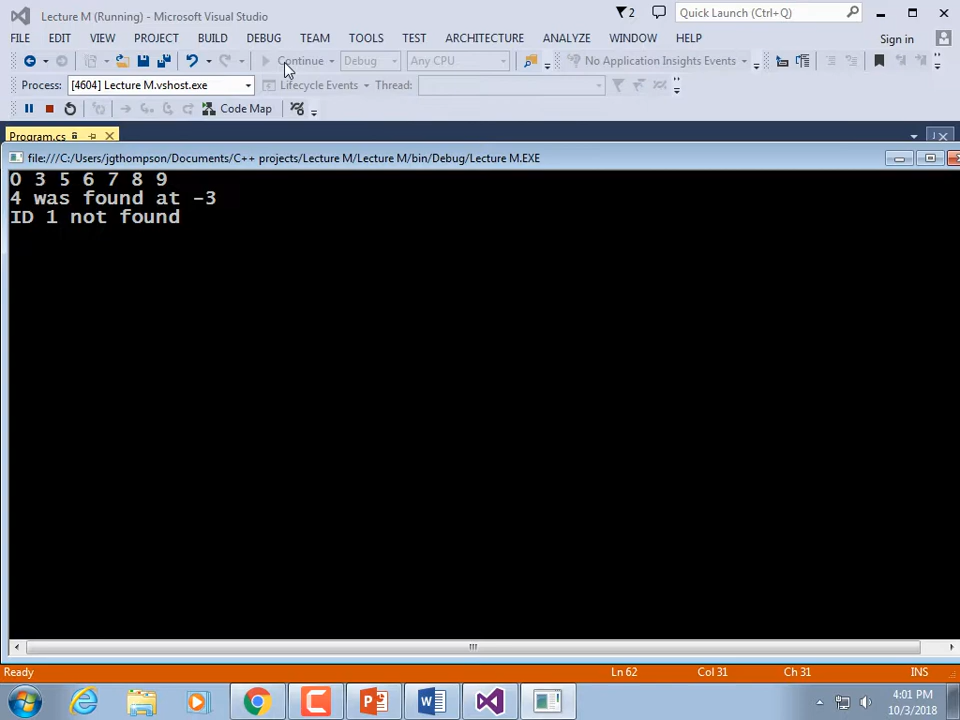 Lecture M (Running) - Microsoft Visual Studio
2
Quick Launch (Ctrl+Q)
FILE EDIT VIEW PROJECT BUILD DEBUG TEAM TOOLS TEST ARCHITECTURE ANALYZE WINDOW HELP
Sign in
Continue Debug Any CPU No Application Insights Events
Process: [4604] Lecture M.vshost.exe Lifecycle Events Thread:
Code Map
Program.cs
file:///C:/Users/jgthompson/Documents/C++ projects/Lecture M/Lecture M/bin/Debug/Lecture M.EXE
0 3 5 6 7 8 9
4 was found at -3
ID 1 not found
Ready Ln 62 Col 31 Ch 31 INS
4:01 PM
10/3/2018